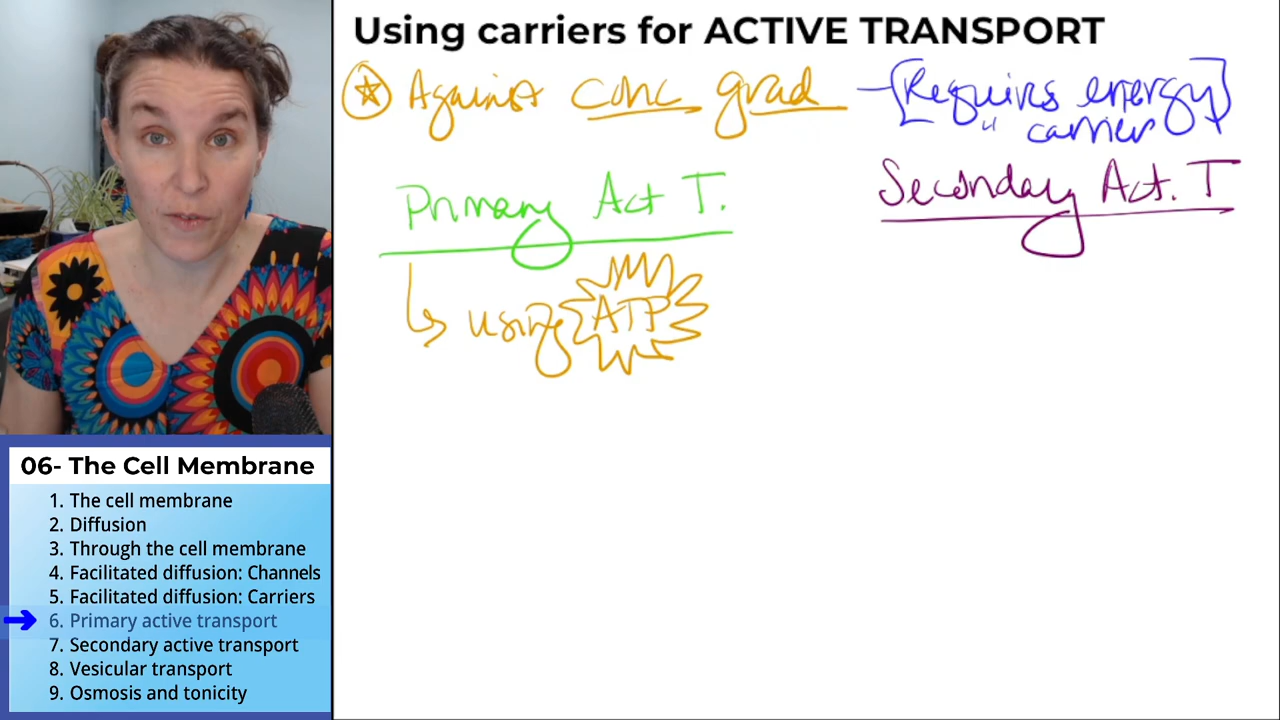 Using carriers for ACTIVE TRANSPORT
Against conc grad
Requires energy
" carrier
Primary Act T.
Secondary Act. T
using ATP
06- The Cell Membrane
1. The cell membrane
2. Diffusion
3. Through the cell membrane
4. Facilitated diffusion: Channels
5. Facilitated diffusion: Carriers
6. Primary active transport
7. Secondary active transport
8. Vesicular transport
9. Osmosis and tonicity